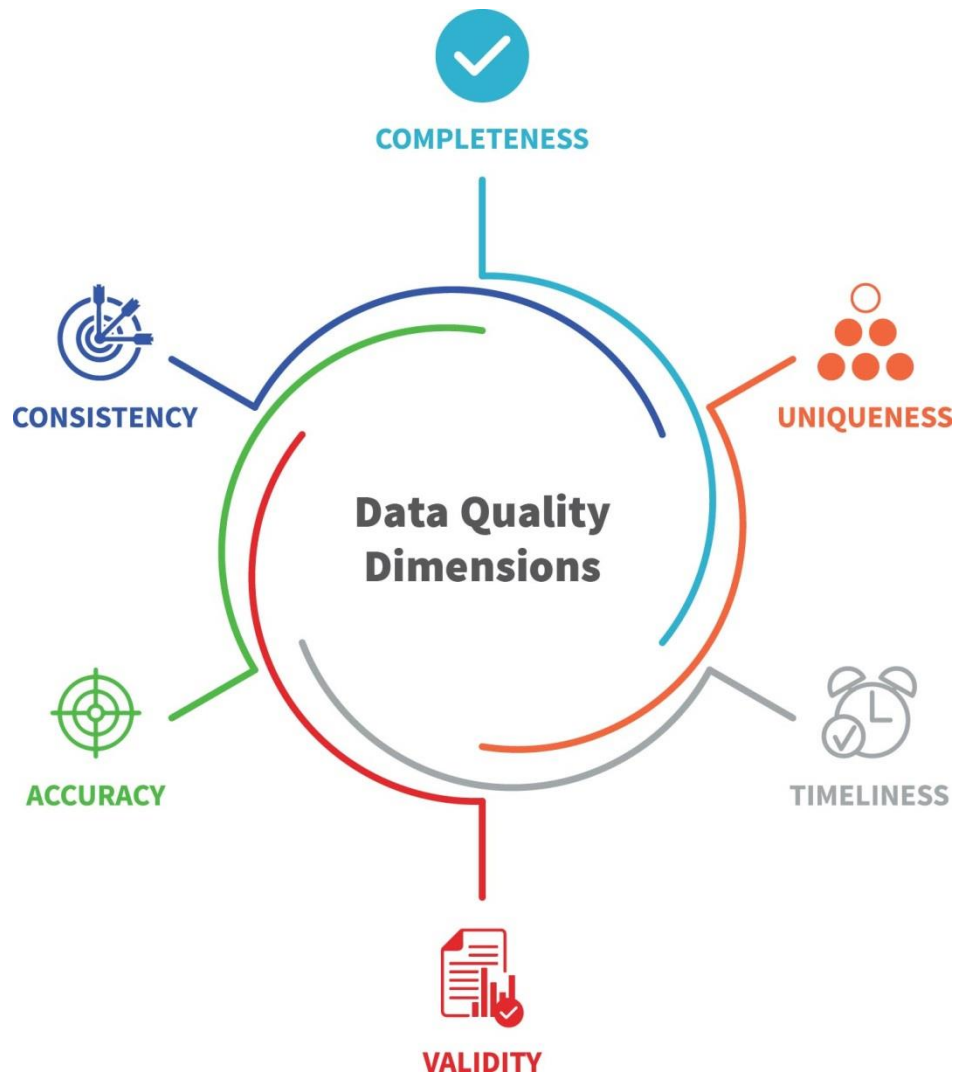 COMPLETENESS
CONSISTENCY
UNIQUENESS
Data Quality
Dimensions
ACCURACY
TIMELINESS
VALIDITY